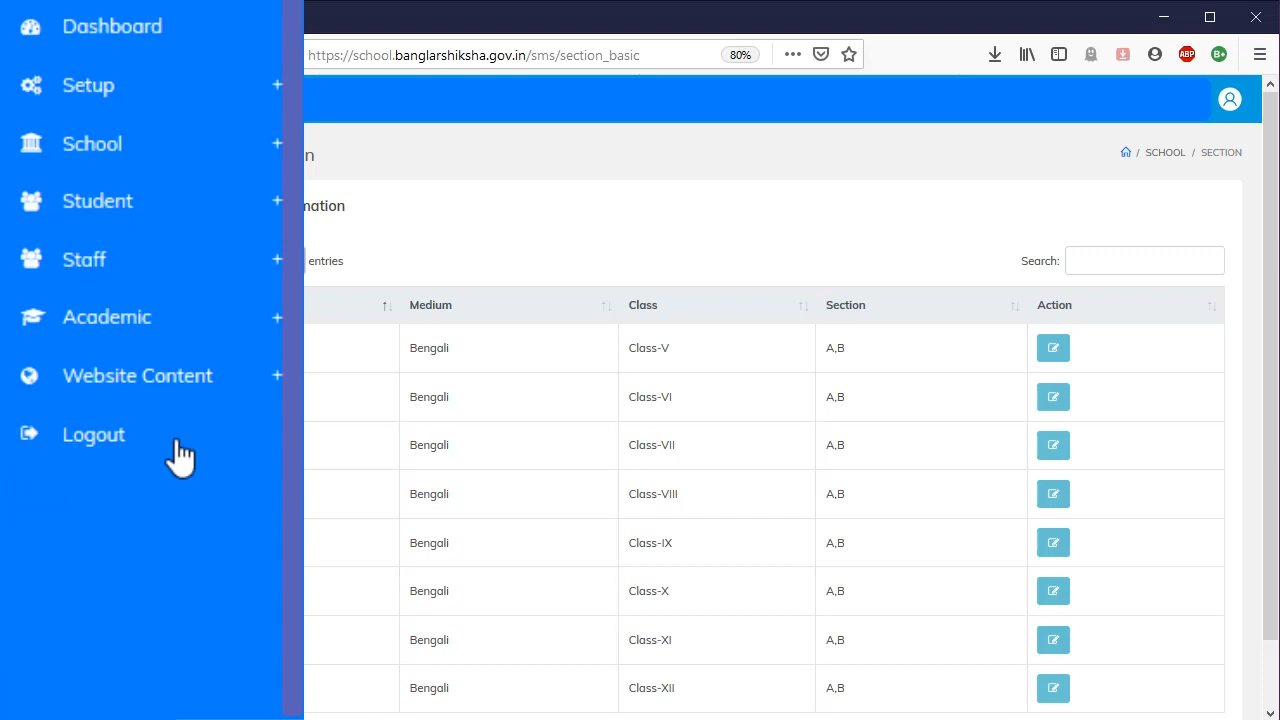 Dashboard
Setup +
School +
Student +
Staff +
Academic +
Website Content +
Logout
https://school.banglarshiksha.gov.in/sms/section_basic 80%
ABP B+
/ SCHOOL / SECTION
entries Search:
Medium Class Section Action
Bengali Class-V A,B
Bengali Class-VI A,B
Bengali Class-VII A,B
Bengali Class-VIII A,B
Bengali Class-IX A,B
Bengali Class-X A,B
Bengali Class-XI A,B
Bengali Class-XII A,B